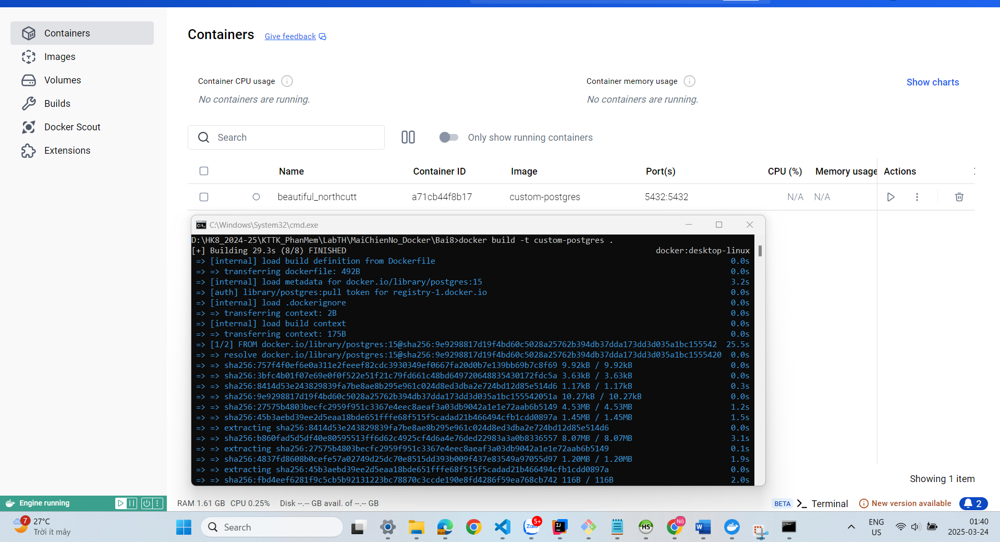 Containers
Images
Volumes
Builds
Docker Scout
Extensions
Containers Give feedback
Container CPU usage
No containers are running.
Container memory usage
No containers are running.
Show charts
Search
Only show running containers
Name Container ID Image Port(s) CPU (%) Memory usage Actions
beautiful_northcutt a71cb44f8b17 custom-postgres 5432:5432 N/A N/A
C:\Windows\System32\cmd.exe
D:\HK8_2024-25\KTTK_PhanMem\LabTH\MaiChienNo_Docker\Bai8>docker build -t custom-postgres .
[+] Building 29.3s (8/8) FINISHED docker:desktop-linux
=> [internal] load build definition from Dockerfile 0.0s
=> => transferring dockerfile: 492B 0.0s
=> [internal] load metadata for docker.io/library/postgres:15 3.2s
=> [auth] library/postgres:pull token for registry-1.docker.io 0.0s
=> [internal] load .dockerignore 0.0s
=> => transferring context: 2B 0.0s
=> [internal] load build context 0.0s
=> => transferring context: 175B 0.0s
=> [1/2] FROM docker.io/library/postgres:15@sha256:9e9298817d19f4bd60c5028a25762b394db37dda173dd3d035a1bc155542 25.5s
=> => resolve docker.io/library/postgres:15@sha256:9e9298817d19f4bd60c5028a25762b394db37dda173dd3d035a1bc1555420 0.0s
=> => sha256:757f4f0ef6e0a311e2feeef82cdc3930349ef0667fa20d0b7e139bb69b7c8f69 9.92kB / 9.92kB 0.0s
=> => sha256:3bfc4b01f07e69e0f0f522e51f21c79fd661c48bd649720648835430172fdc5a 3.63kB / 3.63kB 0.0s
=> => sha256:8414d53e243829839fa7be8ae8b295e961c024d8ed3dba2e724bd12d85e514d6 1.17kB / 1.17kB 0.3s
=> => sha256:9e9298817d19f4bd60c5028a25762b394db37dda173dd3d035a1bc155542051a 10.27kB / 10.27kB 0.0s
=> => sha256:27575b4803becfc2959f951c3367e4eec8aeaf3a03db9042a1e1e72aab6b5149 4.53MB / 4.53MB 1.2s
=> => sha256:45b3aebd39ee2d5eaa18bde651fffe68f515f5cadad21b466494cfb1cdd0897a 1.45MB / 1.45MB 1.5s
=> => extracting sha256:8414d53e243829839fa7be8ae8b295e961c024d8ed3dba2e724bd12d85e514d6 0.0s
=> => sha256:b860fad5d5df40e80595513ff6d62c4925cf4d6a4e76ded22983a3a0b8336557 8.07MB / 8.07MB 3.1s
=> => extracting sha256:27575b4803becfc2959f951c3367e4eec8aeaf3a03db9042a1e1e72aab6b5149 0.1s
=> => sha256:4837fd8608b0cefe57a02749d25dc70e8515dd393b009f437e83549a97055d97 1.20MB / 1.20MB 1.9s
=> => extracting sha256:45b3aebd39ee2d5eaa18bde651fffe68f515f5cadad21b466494cfb1cdd0897a 0.0s
=> => sha256:fbd4eef6281f9c5cb5b92131223bc78870c3ccde190e8fd4286f59ea768cb742 116B / 116B 2.0s
Showing 1 item
Engine running
RAM 1.61 GB CPU 0.25% Disk --.-- GB avail. of --.-- GB
BETA Terminal New version available 2
7
27°C
Trời ít mây
Search
Zalo
5+
IJ
HS
Nô
W
ENG
US
01:40
2025-03-24